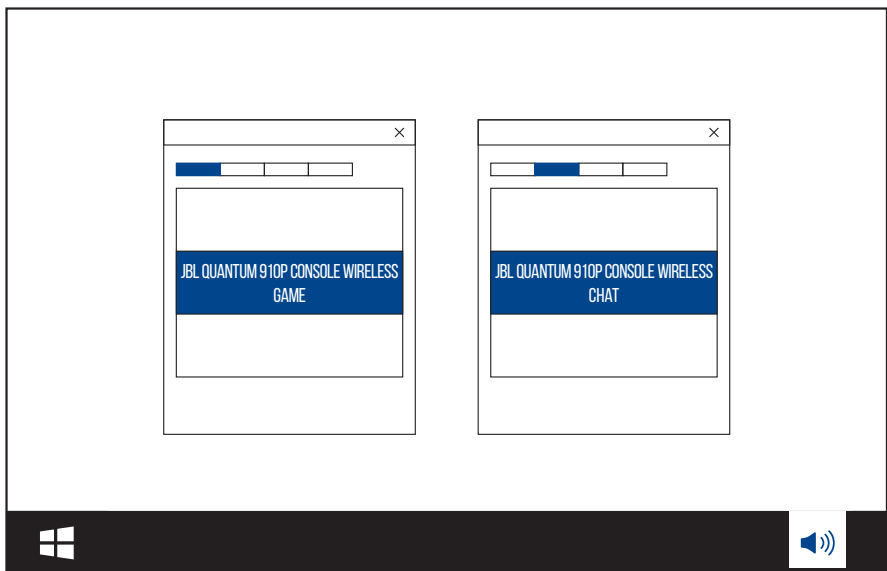 JBL QUANTUM 910P CONSOLE WIRELESS
GAME
JBL QUANTUM 910P CONSOLE WIRELESS
CHAT